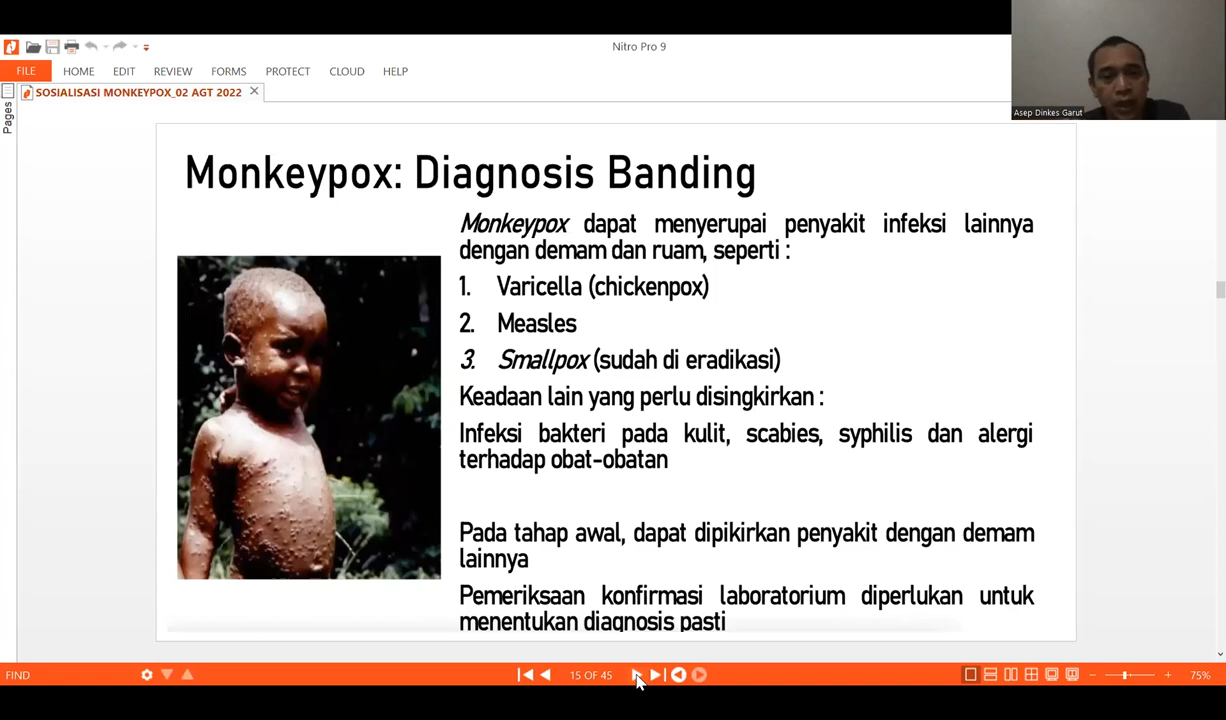 Nitro Pro 9
FILE HOME EDIT REVIEW FORMS PROTECT CLOUD HELP
SOSIALISASI MONKEYPOX_02 AGT 2022
Asep Dinkes Garut
Pages
Monkeypox: Diagnosis Banding
Monkeypox dapat menyerupai penyakit infeksi lainnya
dengan demam dan ruam, seperti :
1. Varicella (chickenpox)
2. Measles
3. Smallpox (sudah di eradikasi)
Keadaan lain yang perlu disingkirkan :
Infeksi bakteri pada kulit, scabies, syphilis dan alergi
terhadap obat-obatan
Pada tahap awal, dapat dipikirkan penyakit dengan demam
lainnya
Pemeriksaan konfirmasi laboratorium diperlukan untuk
menentukan diagnosis pasti
FIND
15 OF 45
75%